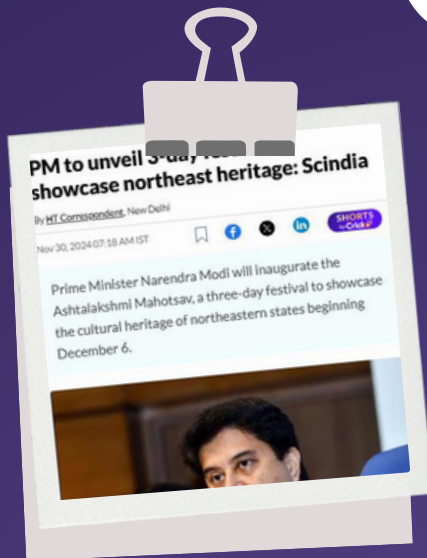 PM to unveil 3-day
showcase northeast heritage: Scindia
By HT Correspondent, New Delhi
Nov 30, 2024 07:18 AM IST
SHORTS
Prime Minister Narendra Modi will inaugurate the
Ashtalakshmi Mahotsav, a three-day festival to showcase
the cultural heritage of northeastern states beginning
December 6.